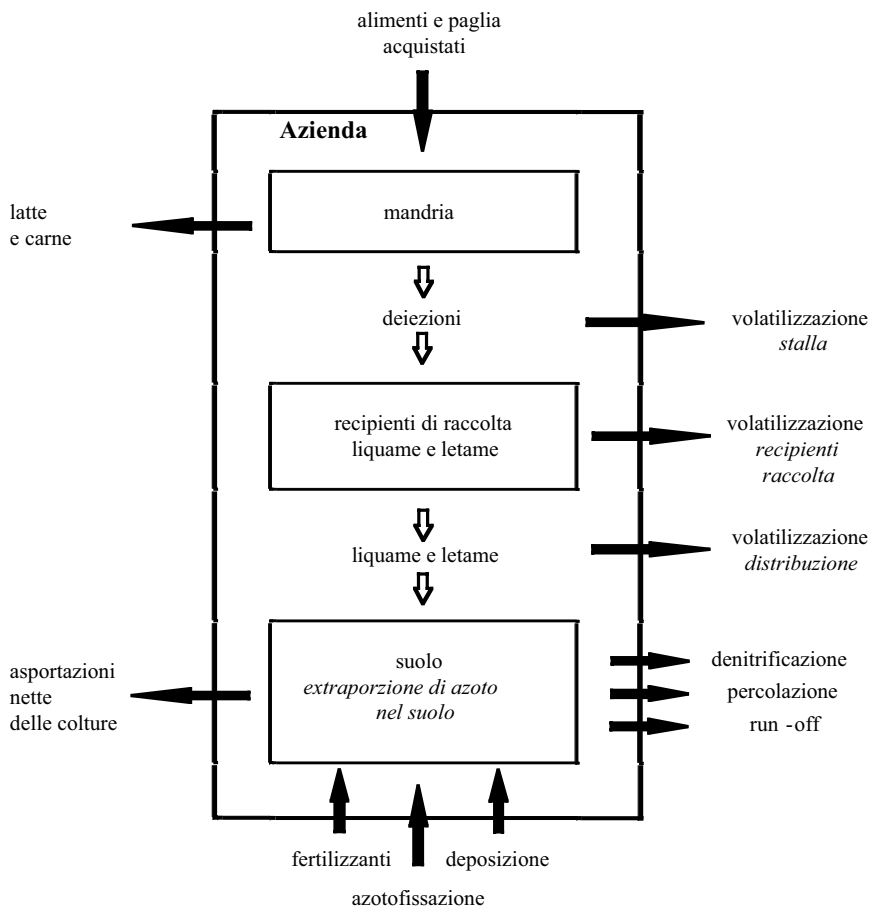 alimenti e paglia
acquistati
Azienda
mandria
latte
e carne
deiezioni
volatilizzazione
stalla
recipienti di raccolta
liquame e letame
volatilizzazione
recipienti
raccolta
liquame e letame
volatilizzazione
distribuzione
suolo
extraporzione di azoto
nel suolo
asportazioni
nette
delle colture
denitrificazione
percolazione
run -off
fertilizzanti
deposizione
azotofissazione